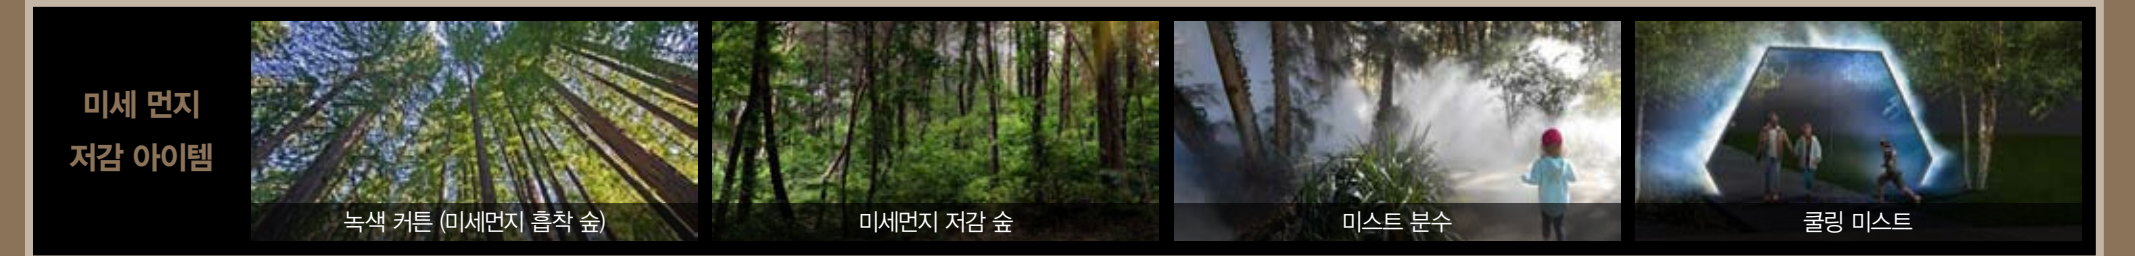 미세 먼지
저감 아이템
녹색 커튼 (미세먼지 흡착 숲)
미세먼지 저감 숲
미스트 분수
쿨링 미스트